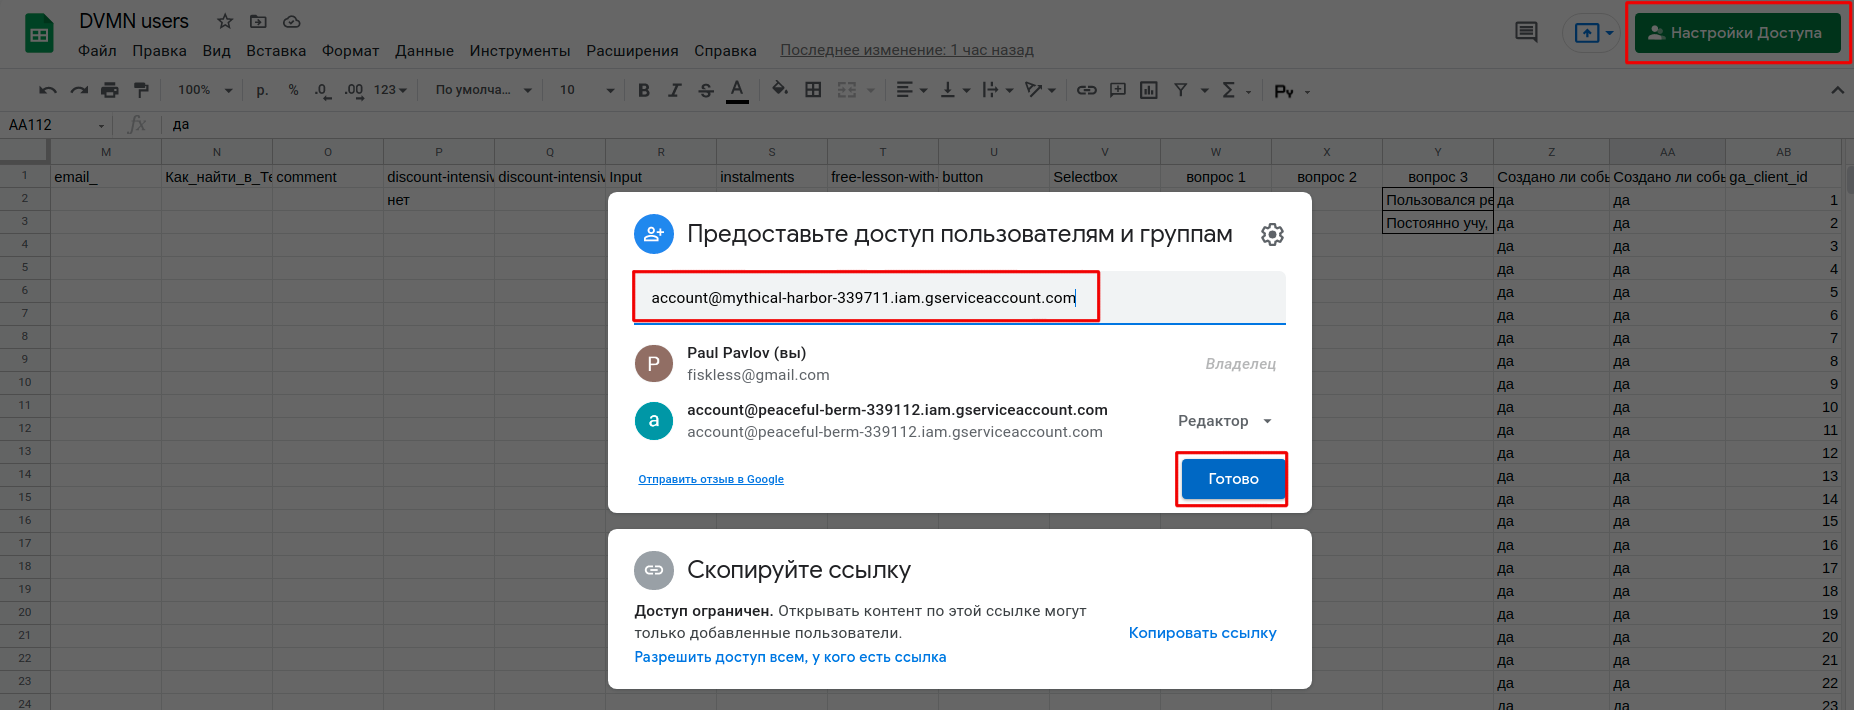 DVMN users
Файл Правка Вид Вставка Формат Данные Инструменты Расширения Справка Последнее изменение: 1 час назад
Настройки Доступа
100% р. % .0 .00 123 По умолча... 10 B I S A Σ Py
AA112 fx да
M N O P Q R S T U V W X Y Z AA AB
1 email_ Как_найти_в_Те comment discount-intensiv discount-intensiv Input instalments free-lesson-with- button Selectbox вопрос 1 вопрос 2 вопрос 3 Создано ли собь Создано ли собь ga_client_id
2 нет Пользовался ре да да 1
3 Постоянно учу, да да 2
4 да да 3
5 да да 4
6 да да 5
7 да да 6
8 да да 7
9 да да 8
10 да да 9
11 да да 10
12 да да 11
13 да да 12
14 да да 13
15 да да 14
16 да да 15
17 да да 16
18 да да 17
19 да да 18
20 да да 19
21 да да 20
22 да да 21
23 да да 22
24 да да 23
Предоставьте доступ пользователям и группам
account@mythical-harbor-339711.iam.gserviceaccount.com
P
Paul Pavlov (вы)
fiskless@gmail.com
Владелец
a
account@peaceful-berm-339112.iam.gserviceaccount.com
account@peaceful-berm-339112.iam.gserviceaccount.com
Редактор
Отправить отзыв в Google
Готово
Скопируйте ссылку
Доступ ограничен. Открывать контент по этой ссылке могут
только добавленные пользователи.
Копировать ссылку
Разрешить доступ всем, у кого есть ссылка